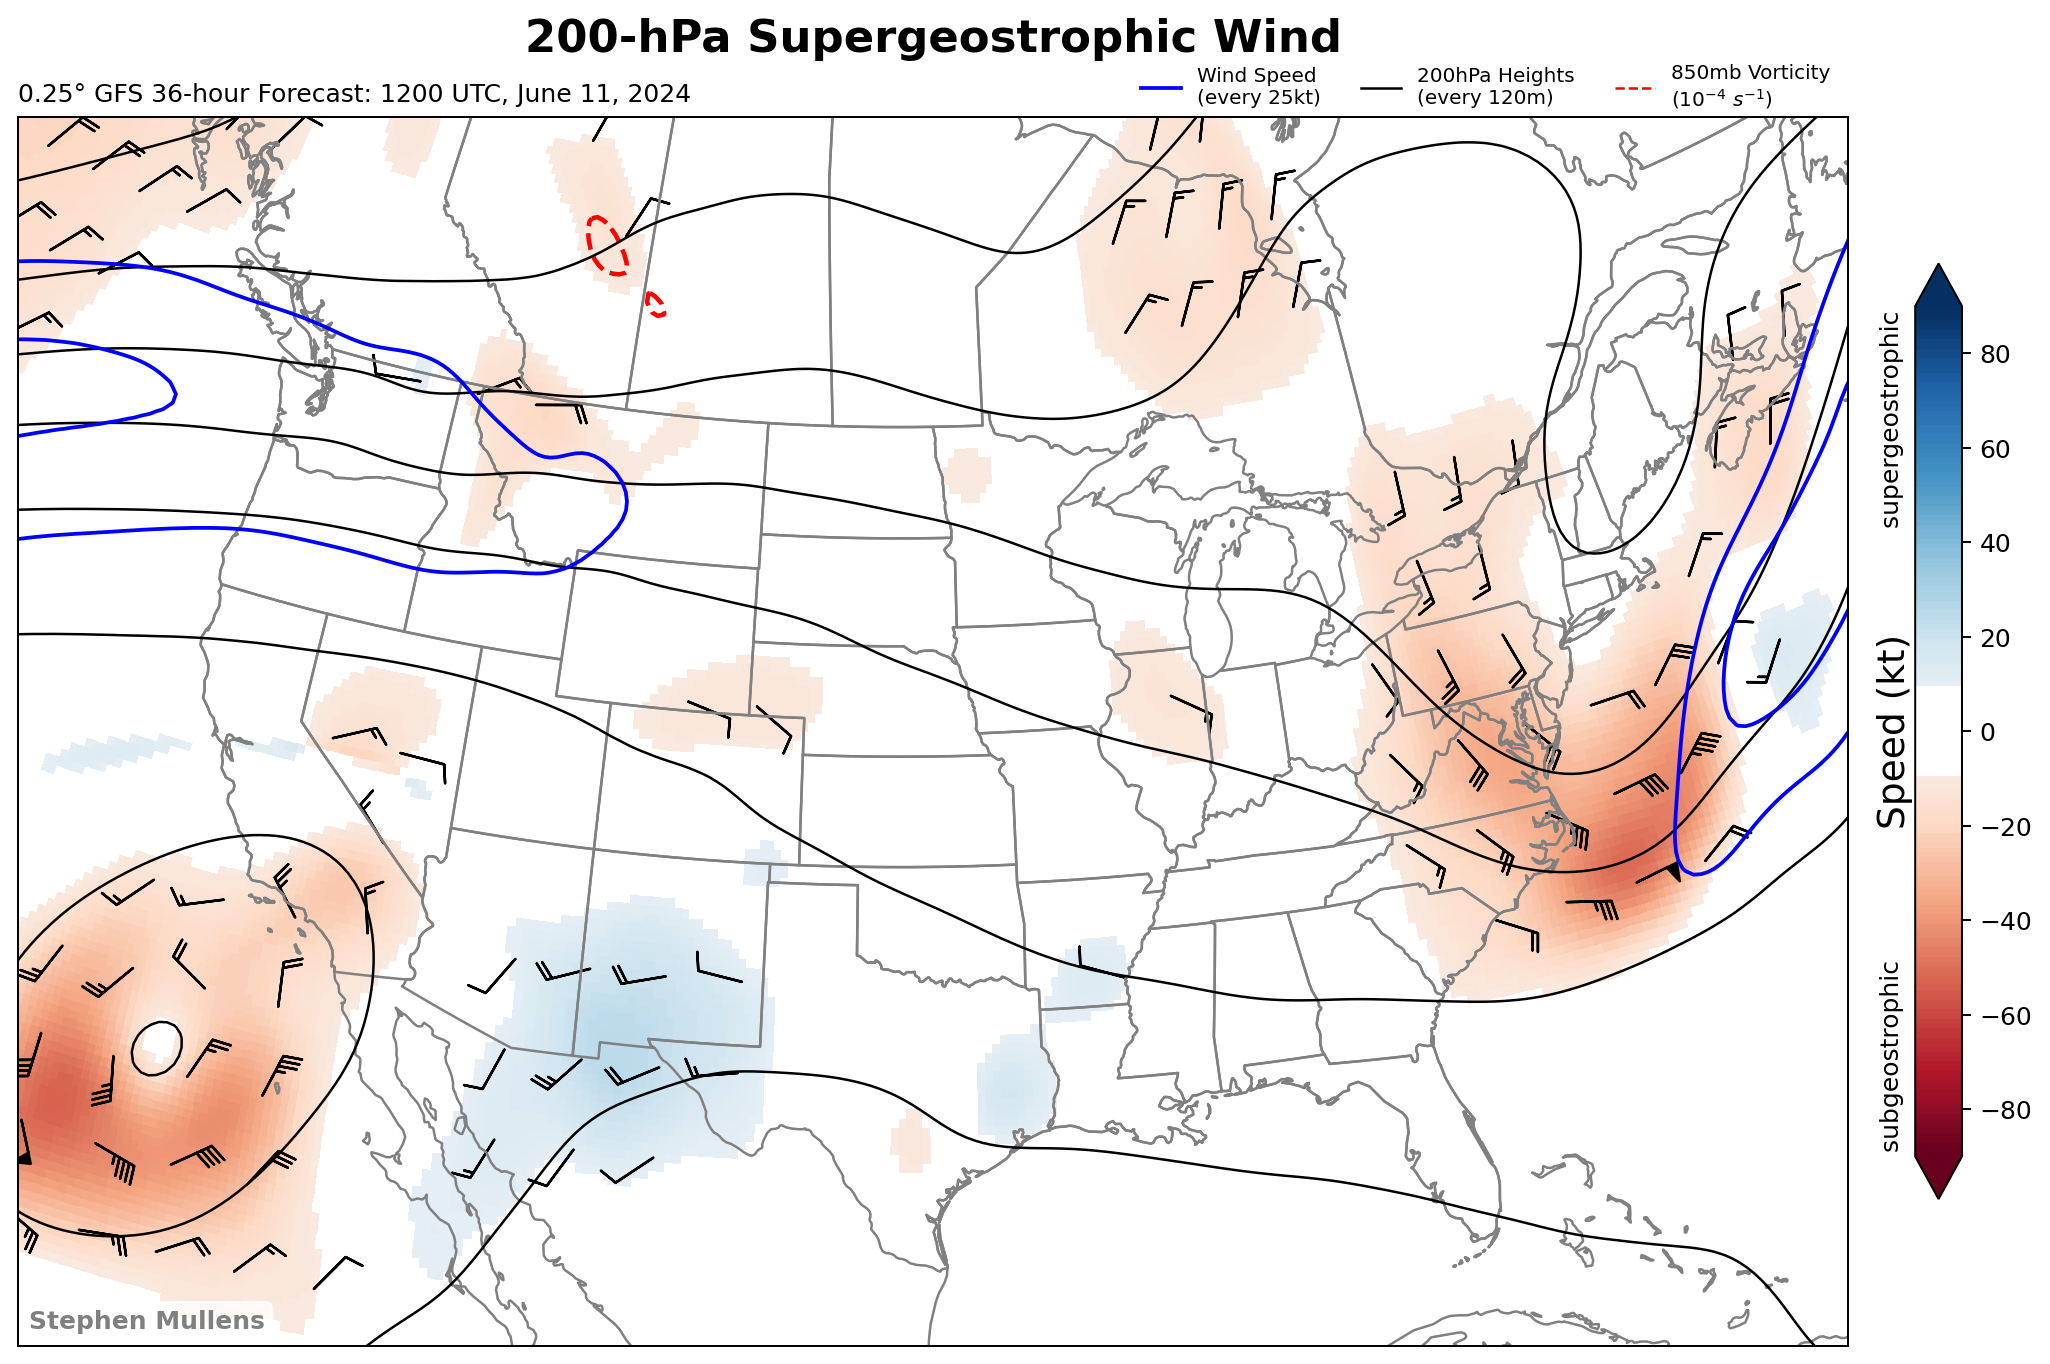 200-hPa Supergeostrophic Wind
0.25° GFS 36-hour Forecast: 1200 UTC, June 11, 2024
Wind Speed
(every 25kt)
200hPa Heights
(every 120m)
850mb Vorticity
(10⁻⁴ s⁻¹)
supergeostrophic
Speed (kt)
subgeostrophic
80
60
40
20
0
−20
−40
−60
−80
Stephen Mullens